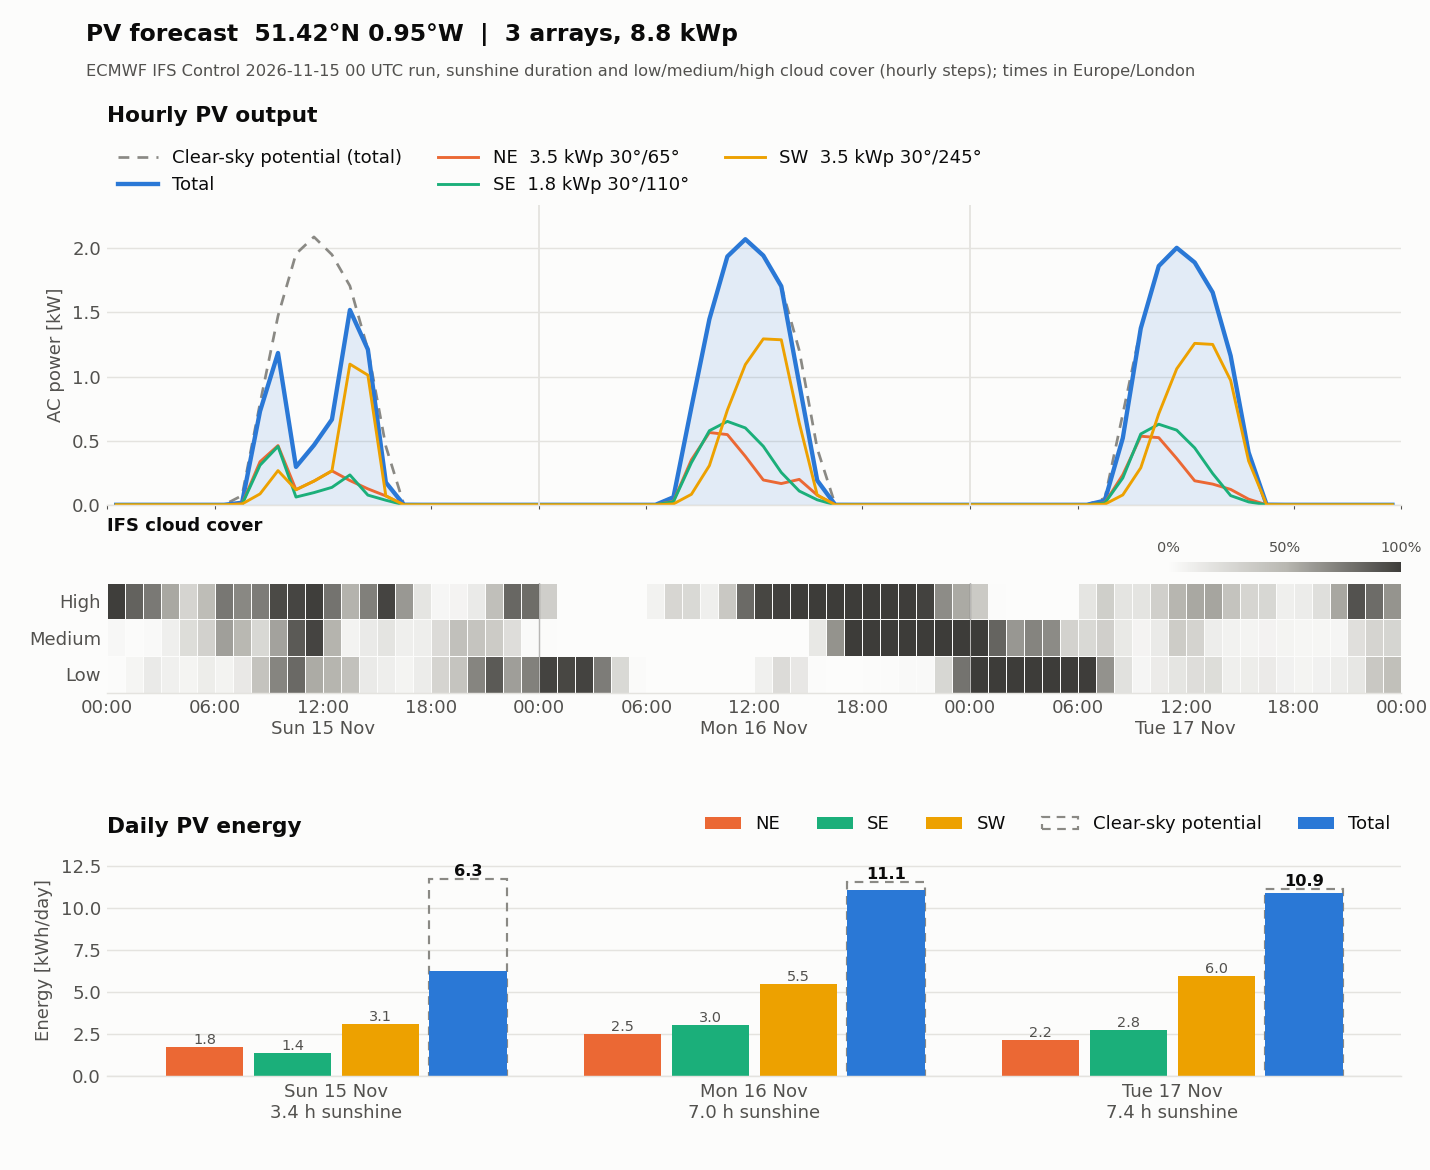 PV forecast  51.42°N 0.95°W  |  3 arrays, 8.8 kWp
ECMWF IFS Control 2026-11-15 00 UTC run, sunshine duration and low/medium/high cloud cover (hourly steps); times in Europe/London
Hourly PV output
Clear-sky potential (total)
Total
NE  3.5 kWp 30°/65°
SE  1.8 kWp 30°/110°
SW  3.5 kWp 30°/245°
AC power [kW]
2.0
1.5
1.0
0.5
0.0
IFS cloud cover
0% 50% 100%
High
Medium
Low
00:00 06:00 12:00 18:00 00:00 06:00 12:00 18:00 00:00 06:00 12:00 18:00 00:00
Sun 15 Nov Mon 16 Nov Tue 17 Nov
Daily PV energy
NE SE SW Clear-sky potential Total
Energy [kWh/day]
12.5
10.0
7.5
5.0
2.5
0.0
1.8 1.4 3.1 6.3
2.5 3.0 5.5 11.1
2.2 2.8 6.0 10.9
Sun 15 Nov Mon 16 Nov Tue 17 Nov
3.4 h sunshine 7.0 h sunshine 7.4 h sunshine